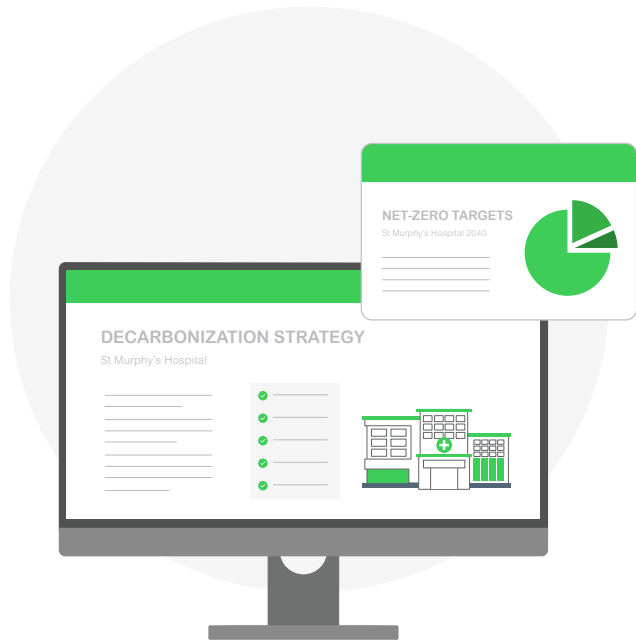 NET-ZERO TARGETS
St Murphy's Hospital 2040
DECARBONIZATION STRATEGY
St Murphy's Hospital